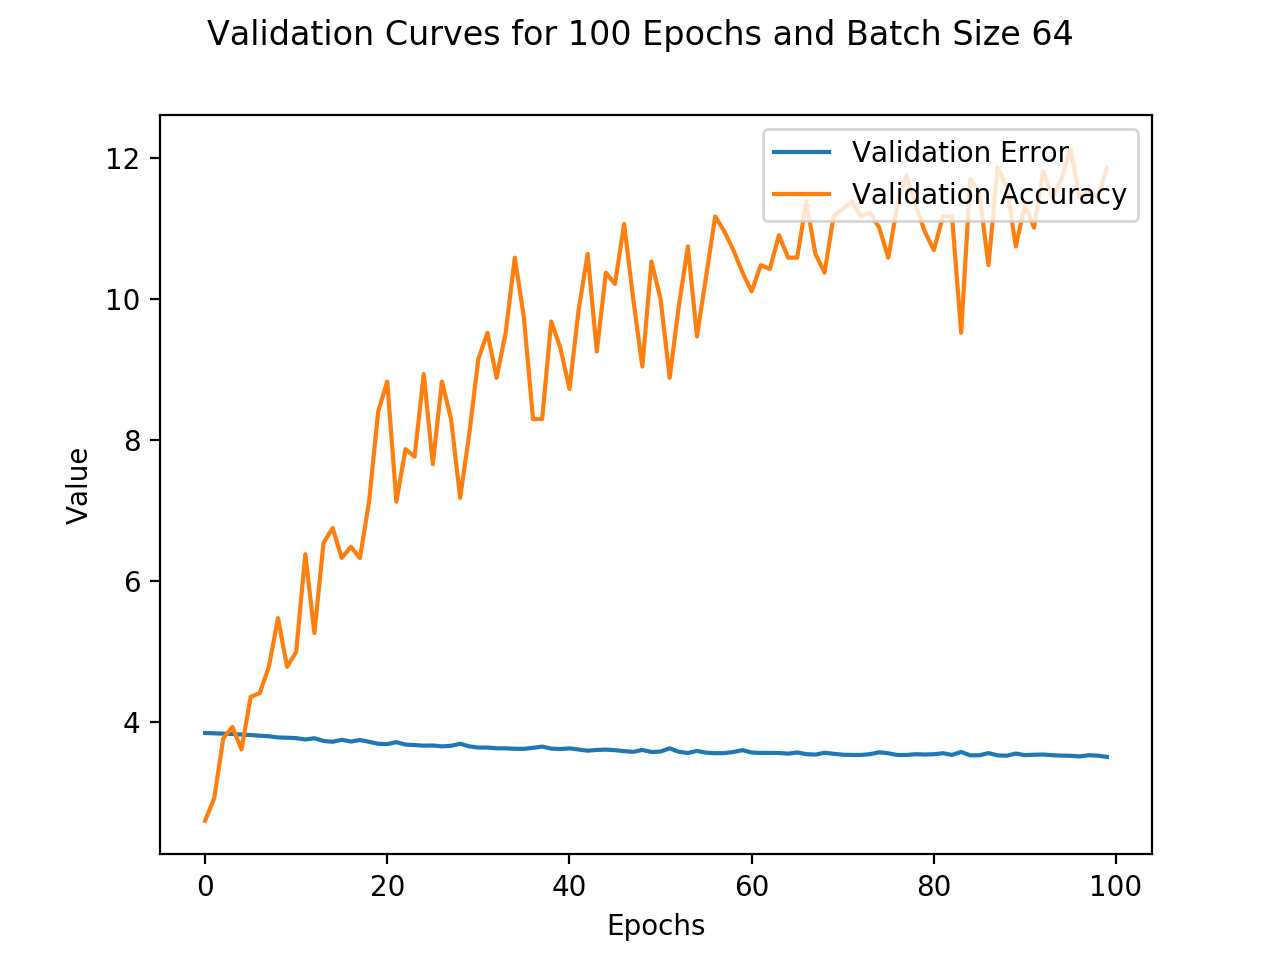 Validation Curves for 100 Epochs and Batch Size 64
Validation Error
Validation Accuracy
12
10
8
6
4
Value
0 20 40 60 80 100
Epochs